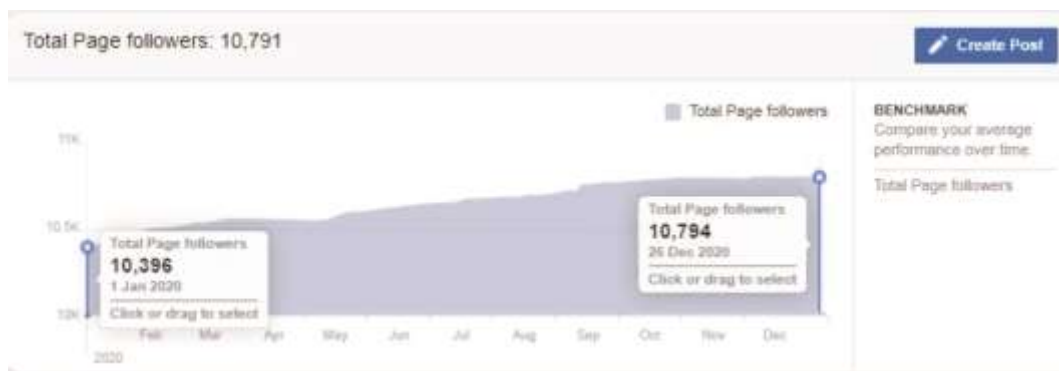 Total Page followers: 10,791
Create Post
Total Page followers
BENCHMARK
Compare your average
performance over time.
Total Page followers
11K
10.5K
10K
Total Page followers
10,396
1 Jan 2020
Click or drag to select
Total Page followers
10,794
26 Dec 2020
Click or drag to select
Feb Mar Apr May Jun Jul Aug Sep Oct Nov Dec
2020